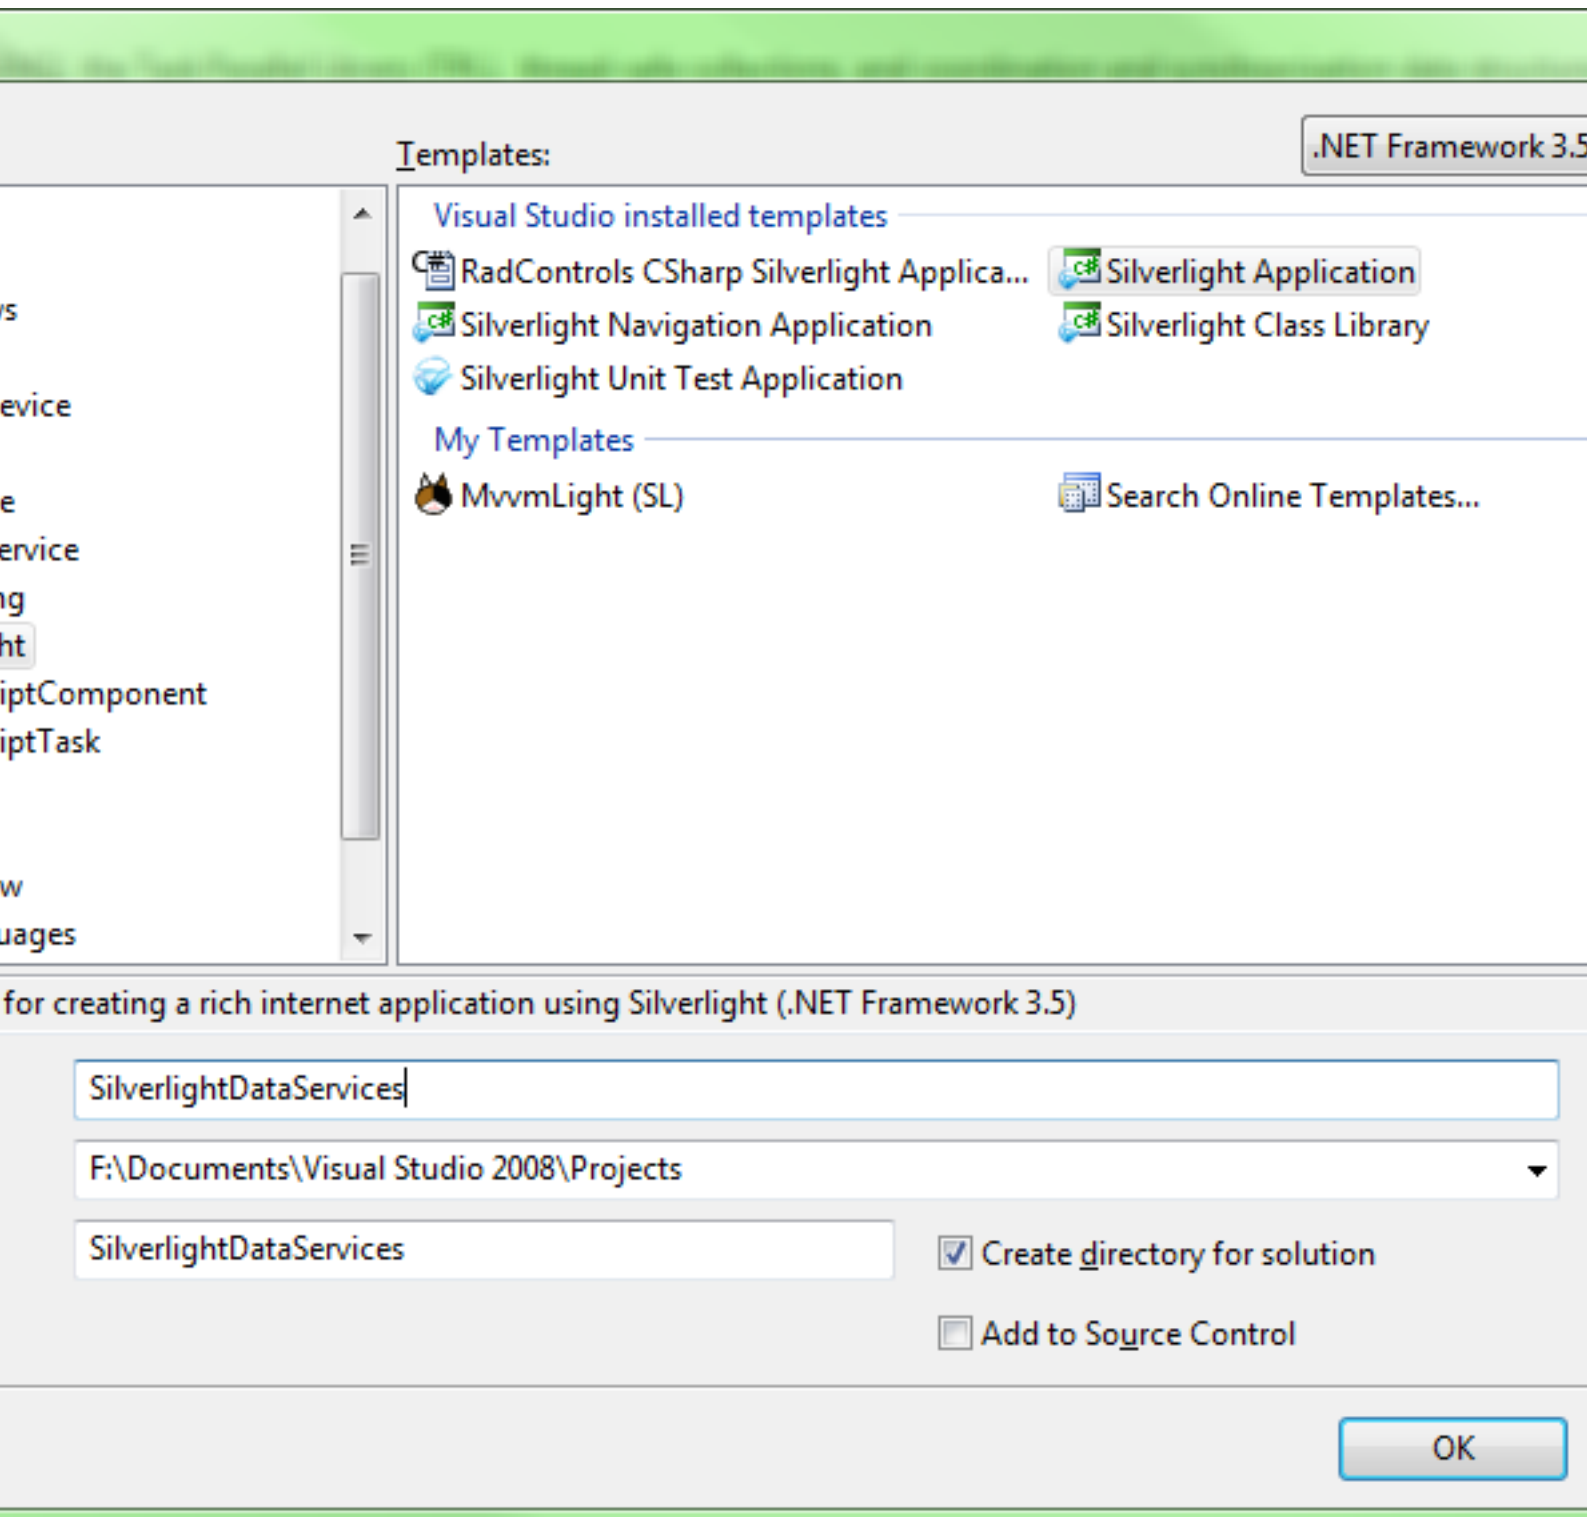 Templates:
.NET Framework 3.5
Visual Studio installed templates
RadControls CSharp Silverlight Applica...
Silverlight Application
Silverlight Navigation Application
Silverlight Class Library
Silverlight Unit Test Application
My Templates
MvvmLight (SL)
Search Online Templates...
/s
evice
e
ervice
ng
ht
iptComponent
iptTask
w
uages
for creating a rich internet application using Silverlight (.NET Framework 3.5)
SilverlightDataServices
F:\Documents\Visual Studio 2008\Projects
SilverlightDataServices
Create directory for solution
Add to Source Control
OK